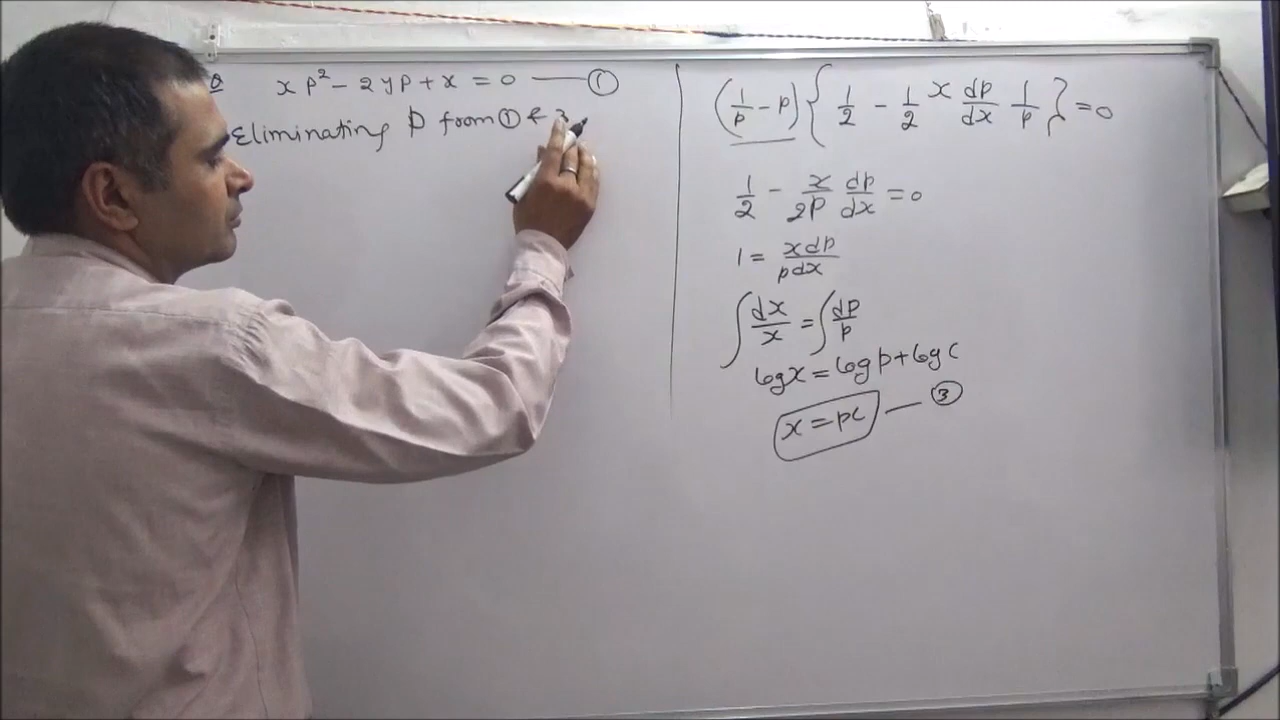 Q xp² - 2yp + x = 0 —— ①
Eliminating p from ① &
(1/p - p) { 1/2 - 1/2 x dp/dx 1/p } = 0
1/2 - x/2p dp/dx = 0
1 = xdp/pdx
∫ dx/x = ∫ dp/p
log x = log p + log c
x = pc —— ③